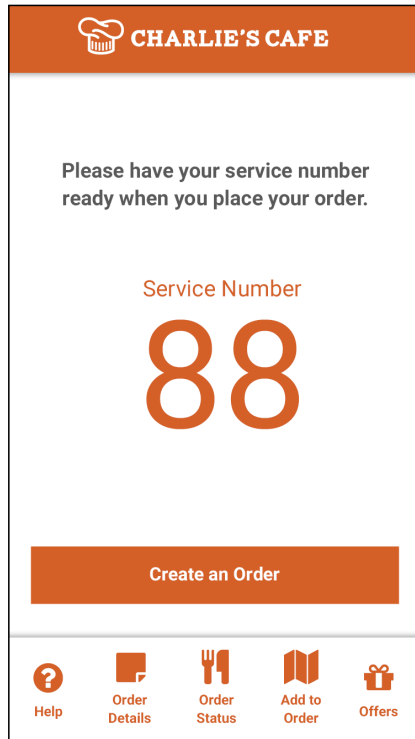 CHARLIE'S CAFE
Please have your service number
ready when you place your order.
Service Number
88
Create an Order
?
Help
Order
Details
Order
Status
Add to
Order
Offers